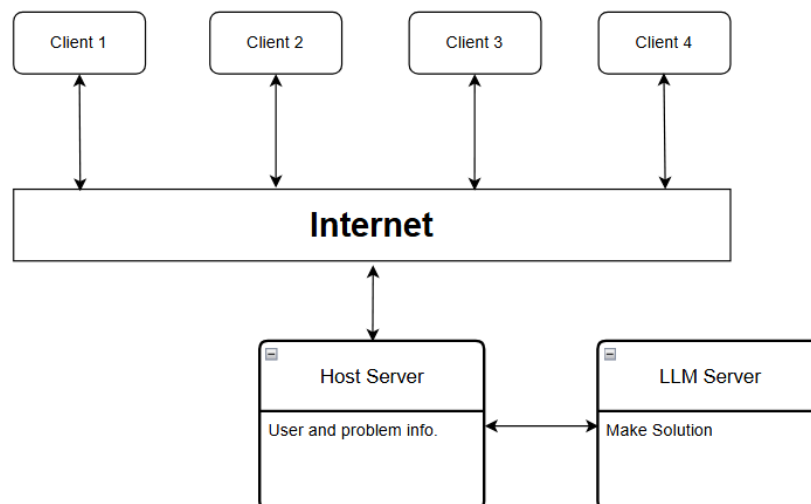 Client 1
Client 2
Client 3
Client 4
Internet
Host Server
LLM Server
User and problem info.
Make Solution